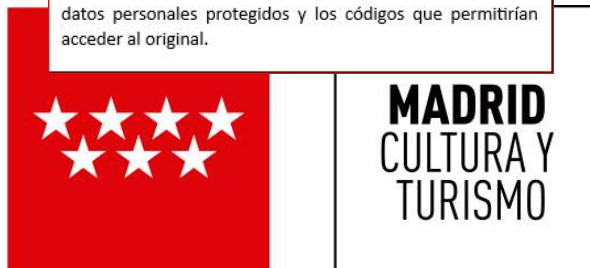 datos personales protegidos y los códigos que permitirían
acceder al original.
MADRID
CULTURA Y
TURISMO